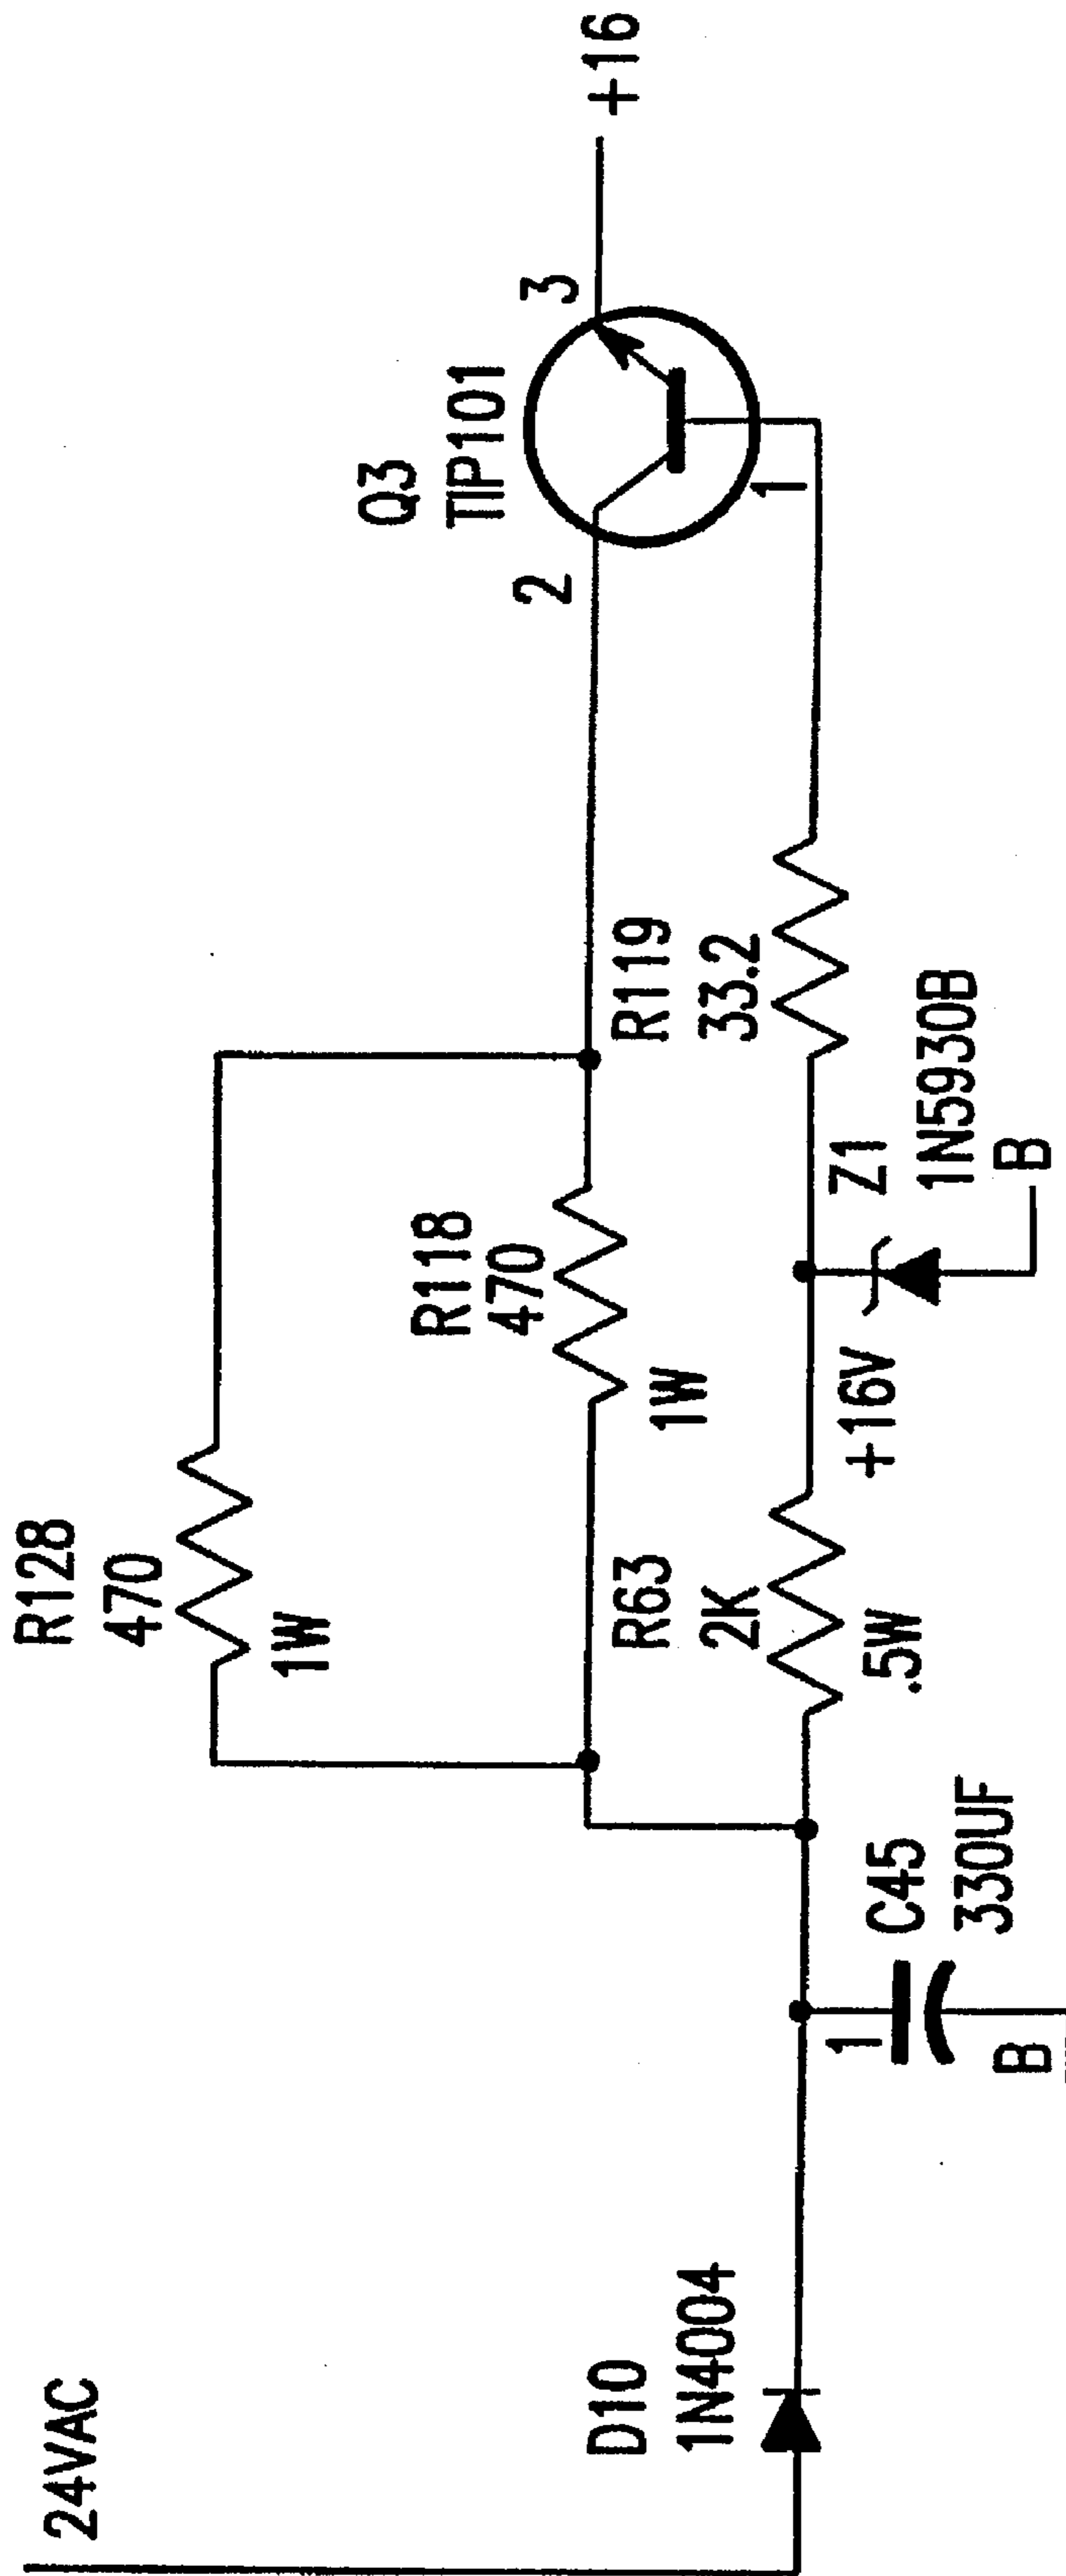 24VAC
D10
1N4004
1
C45
330UF
B
R128
470
1W
R118
470
1W
R63
2K
.5W
+16V
Z1
1N5930B
B
R119
33.2
Q3
TIP101
2
1
3
+16